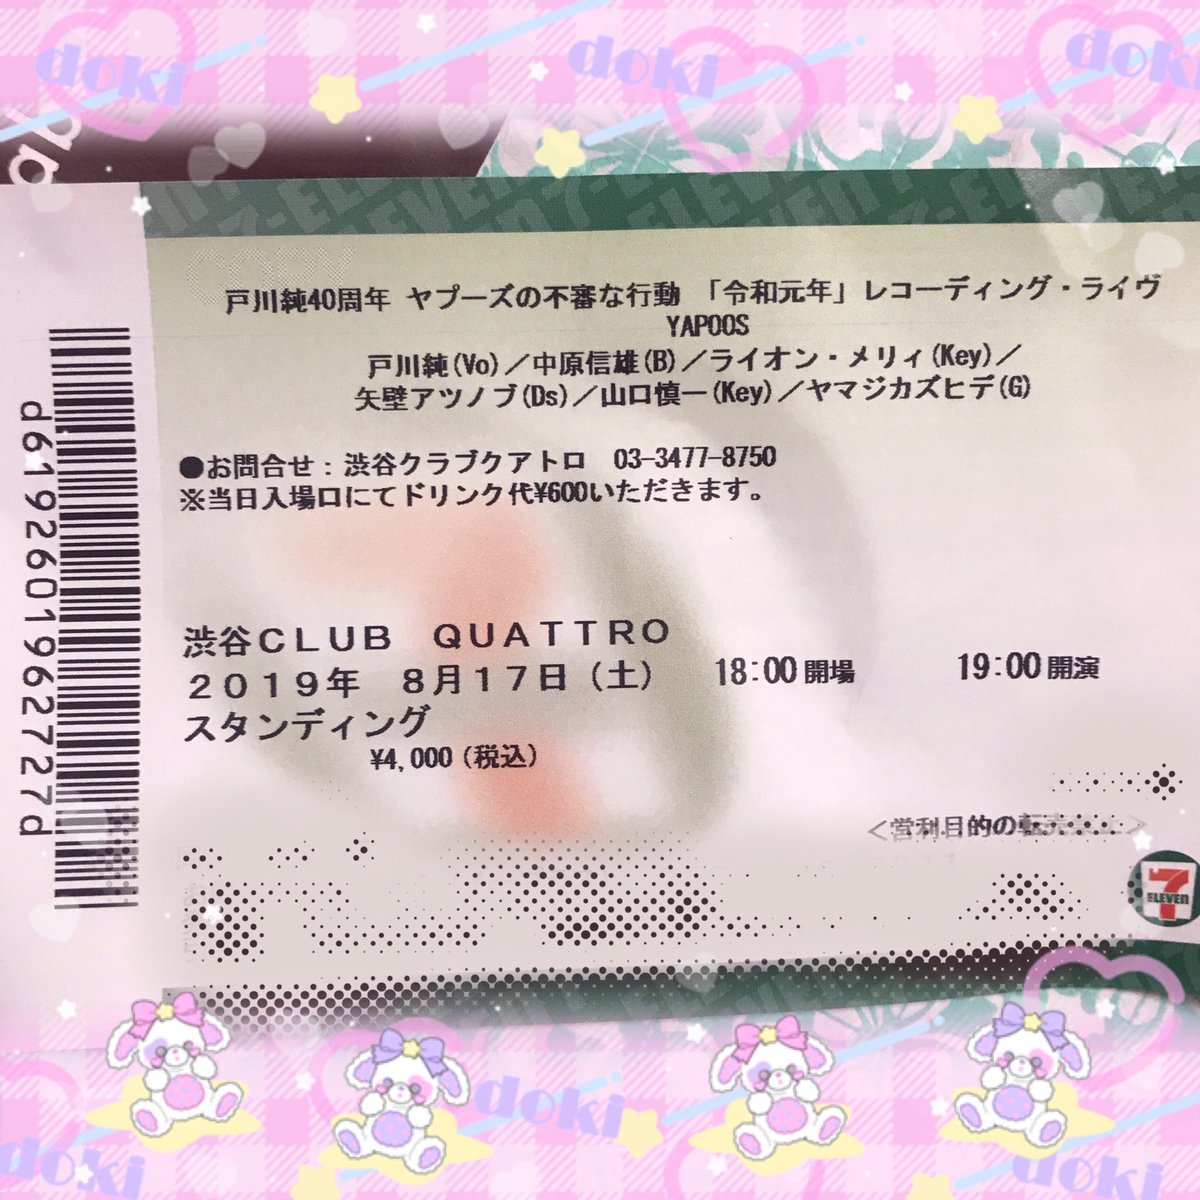 doki doki doki
戸川純40周年 ヤプーズの不審な行動 「令和元年」レコーディング・ライヴ
YAPOOS
戸川純(Vo)／中原信雄(B)／ライオン・メリィ(Key)／
矢壁アツノブ(Ds)／山口慎一(Key)／ヤマジカズヒデ(G)
●お問合せ：渋谷クラブクアトロ 03-3477-8750
※当日入場口にてドリンク代¥600いただきます。
渋谷ＣＬＵＢ　ＱＵＡＴＴＲＯ
２０１９年　８月１７日（土） 18:00開場 19:00開演
スタンディング
¥4,000(税込)
＜営利目的の転売
7
ELEVEN
d61926019627227d
doki
doki doki